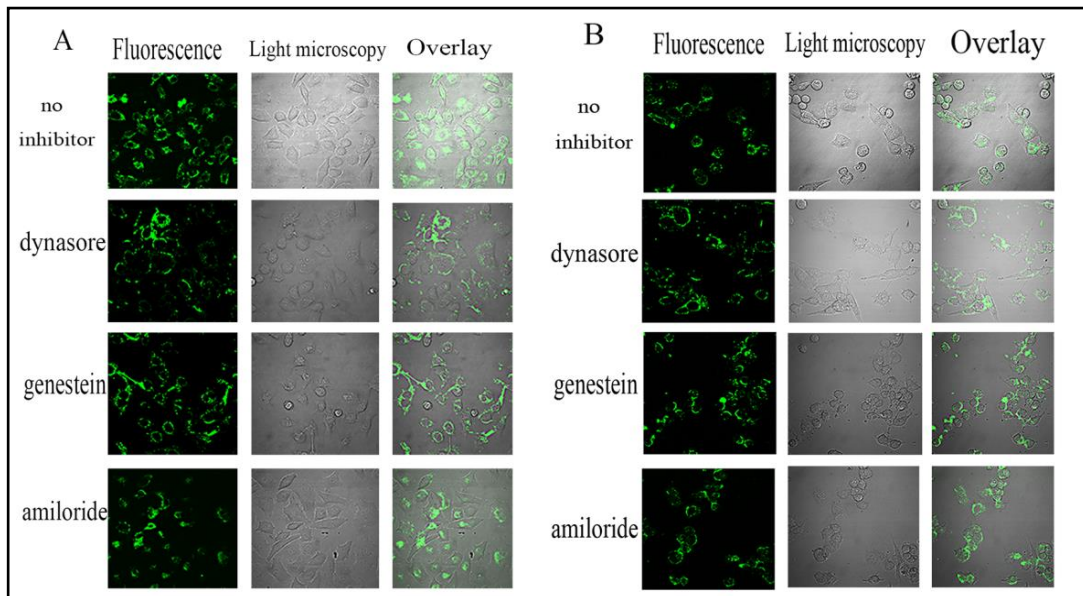 A
Fluorescence Light microscopy Overlay
no
inhibitor
dynasore
genestein
amiloride
B
Fluorescence Light microscopy Overlay
no
inhibitor
dynasore
genestein
amiloride